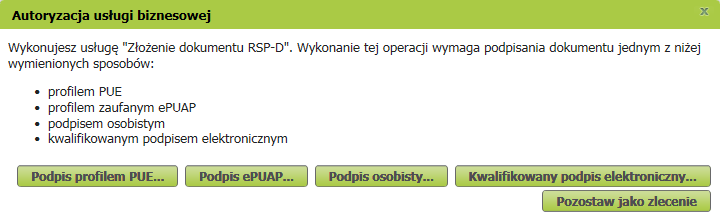 Autoryzacja usługi biznesowej x
Wykonujesz usługę "Złożenie dokumentu RSP-D". Wykonanie tej operacji wymaga podpisania dokumentu jednym z niżej
wymienionych sposobów:
• profilem PUE
• profilem zaufanym ePUAP
• podpisem osobistym
• kwalifikowanym podpisem elektronicznym
Podpis profilem PUE... Podpis ePUAP... Podpis osobisty... Kwalifikowany podpis elektroniczny...
Pozostaw jako zlecenie